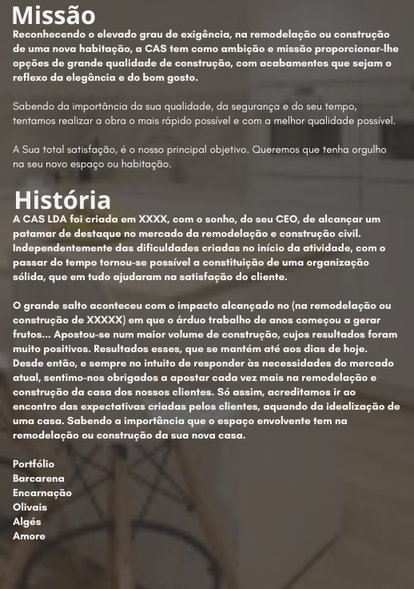 Missão
Reconhecendo o elevado grau de exigência, na remodelação ou construção
de uma nova habitação, a CAS tem como ambição e missão proporcionar-lhe
opções de grande qualidade de construção, com acabamentos que sejam o
reflexo da elegância e do bom gosto.
Sabendo da importância da sua qualidade, da segurança e do seu tempo,
tentamos realizar a obra o mais rápido possível e com a melhor qualidade possível.
A Sua total satisfação, é o nosso principal objetivo. Queremos que tenha orgulho
na seu novo espaço ou habitação.
História
A CAS LDA foi criada em XXXX, com o sonho, do seu CEO, de alcançar um
patamar de destaque no mercado da remodelação e construção civil.
Independentemente das dificuldades criadas no início da atividade, com o
passar do tempo tornou-se possível a constituição de uma organização
sólida, que em tudo ajudaram na satisfação do cliente.
O grande salto aconteceu com o impacto alcançado no (na remodelação ou
construção de XXXXX) em que o árduo trabalho de anos começou a gerar
frutos... Apostou-se num maior volume de construção, cujos resultados foram
muito positivos. Resultados esses, que se mantém até aos dias de hoje.
Desde então, e sempre no intuito de responder às necessidades do mercado
atual, sentimo-nos obrigados a apostar cada vez mais na remodelação e
construção da casa dos nossos clientes. Só assim, acreditamos ir ao
encontro das expectativas criadas pelos clientes, aquando da idealização de
uma casa. Sabendo a importância que o espaço envolvente tem na
remodelação ou construção da sua nova casa.
Portfólio
Barcarena
Encarnação
Olivais
Algés
Amore